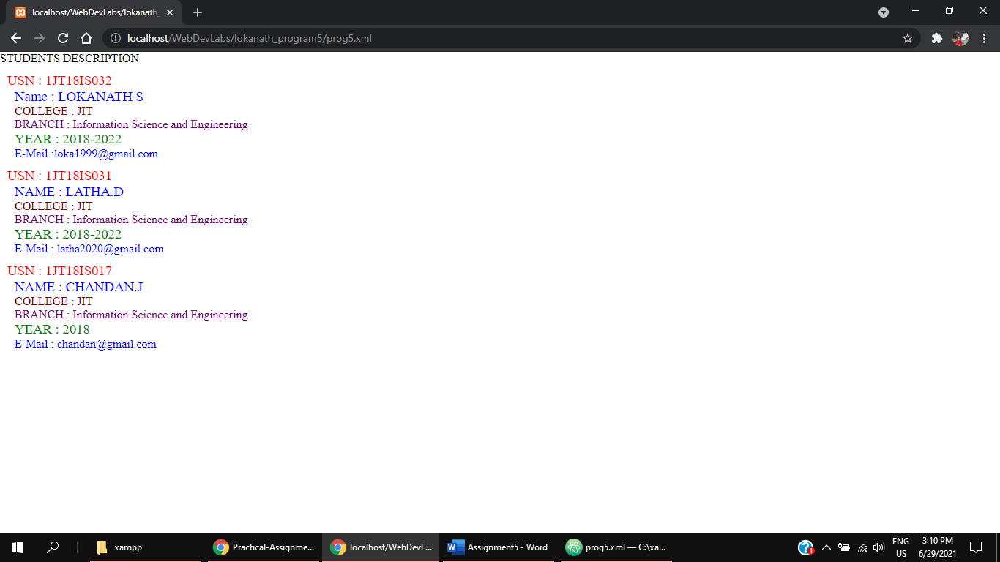 localhost/WebDevLabs/lokanath_
localhost/WebDevLabs/lokanath_program5/prog5.xml
STUDENTS DESCRIPTION
USN : 1JT18IS032
Name : LOKANATH S
COLLEGE : JIT
BRANCH : Information Science and Engineering
YEAR : 2018-2022
E-Mail :loka1999@gmail.com
USN : 1JT18IS031
NAME : LATHA.D
COLLEGE : JIT
BRANCH : Information Science and Engineering
YEAR : 2018-2022
E-Mail : latha2020@gmail.com
USN : 1JT18IS017
NAME : CHANDAN.J
COLLEGE : JIT
BRANCH : Information Science and Engineering
YEAR : 2018
E-Mail : chandan@gmail.com
xampp Practical-Assignme... localhost/WebDevL... Assignment5 - Word prog5.xml — C:\xa... ENG 3:10 PM
US 6/29/2021